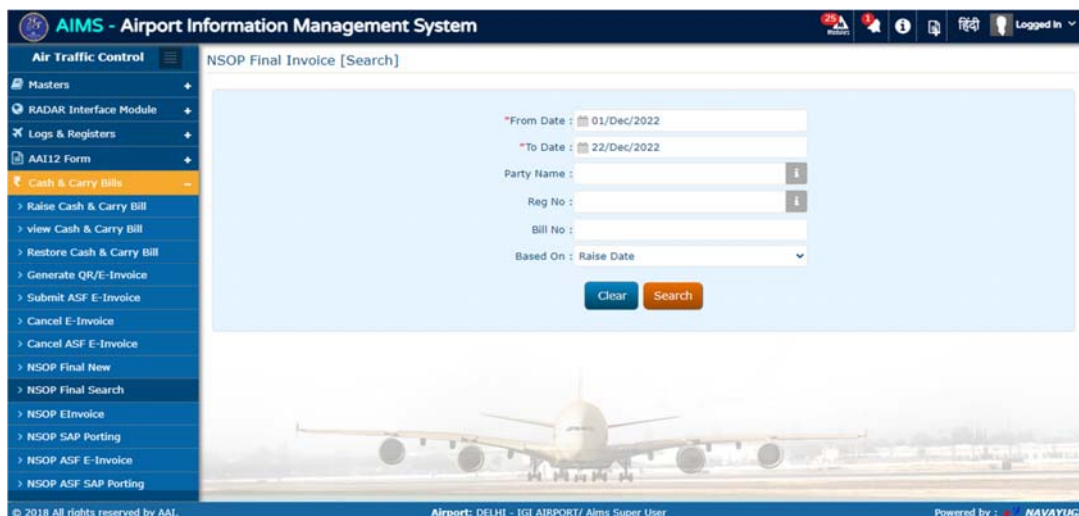 AIMS - Airport Information Management System
25
Modules
1
हिंदी
Logged In
Air Traffic Control
NSOP Final Invoice [Search]
Masters +
RADAR Interface Module +
Logs & Registers +
AAI12 Form +
₹ Cash & Carry Bills -
> Raise Cash & Carry Bill
> view Cash & Carry Bill
> Restore Cash & Carry Bill
> Generate QR/E-Invoice
> Submit ASF E-Invoice
> Cancel E-Invoice
> Cancel ASF E-Invoice
> NSOP Final New
> NSOP Final Search
> NSOP EInvoice
> NSOP SAP Porting
> NSOP ASF E-Invoice
> NSOP ASF SAP Porting
*From Date : 01/Dec/2022
*To Date : 22/Dec/2022
Party Name : i
Reg No : i
Bill No :
Based On : Raise Date
Clear Search
© 2018 All rights reserved by AAI.
Airport: DELHI - IGI AIRPORT/ Aims Super User
Powered by : NAVAYUGA